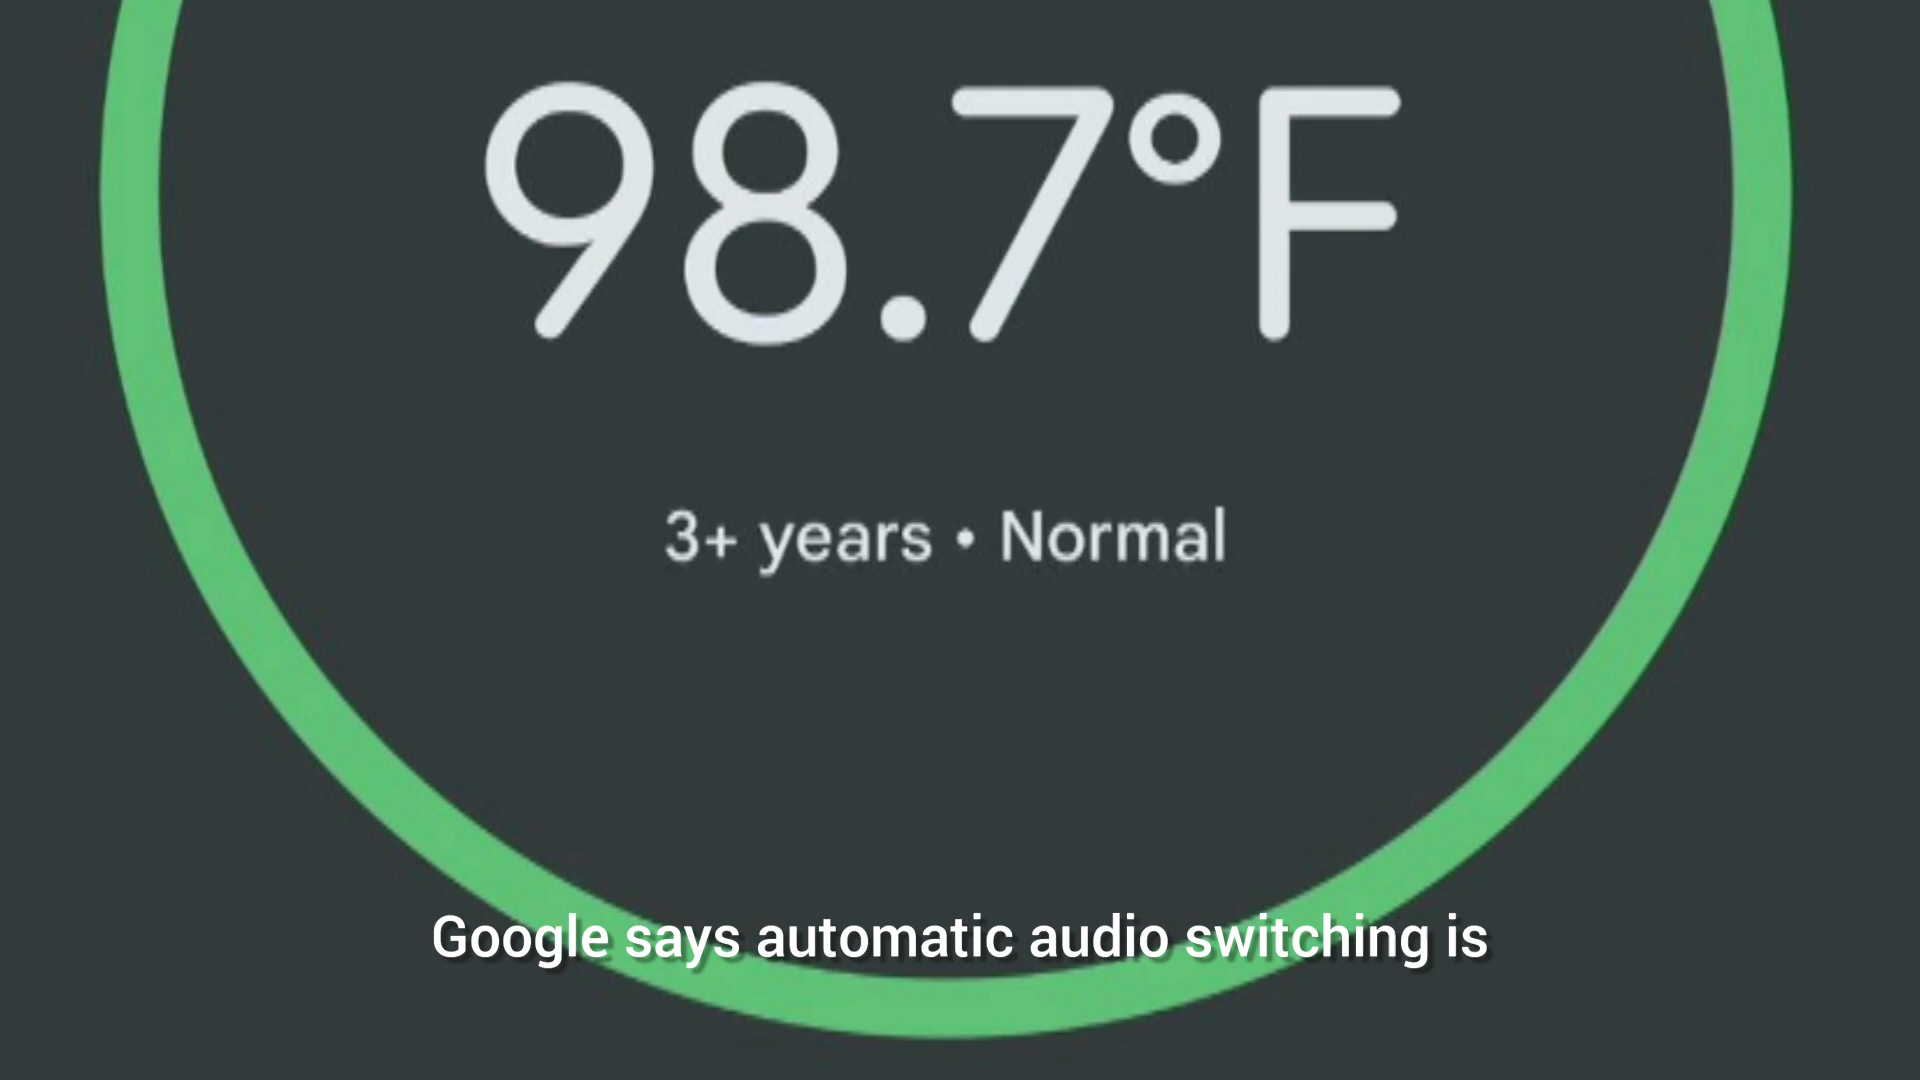 98.7°F
3+ years • Normal
Google says automatic audio switching is